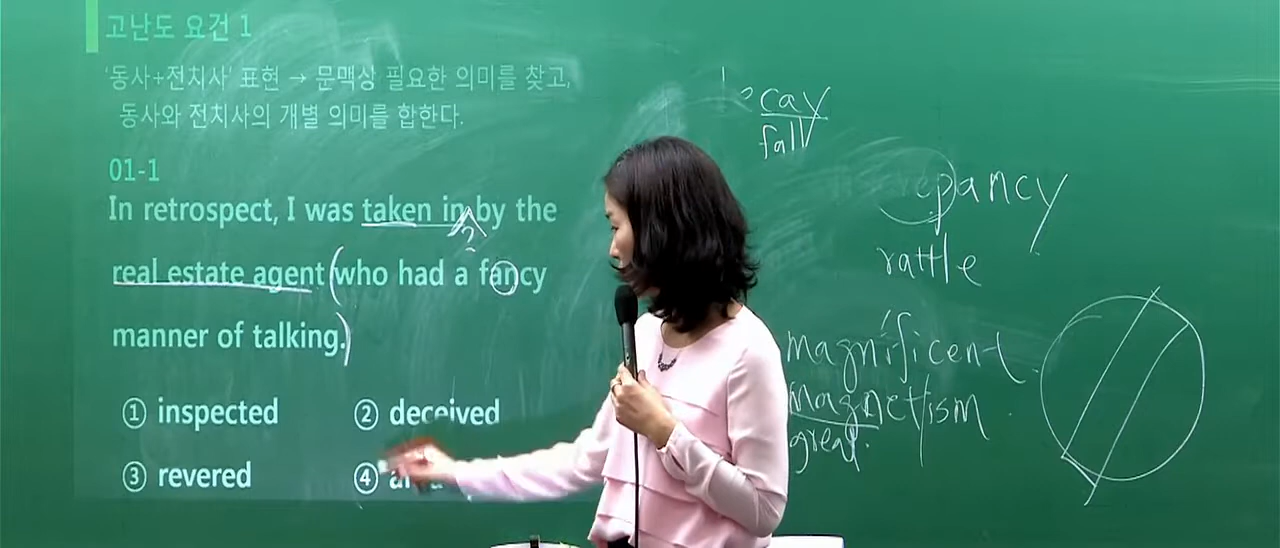 고난도 요건 1
'동사+전치사' 표현 → 문맥상 필요한 의미를 찾고,
동사와 전치사의 개별 의미를 합한다.
01-1
In retrospect, I was taken in by the
?
real estate agent (who had a fancy
manner of talking.)
① inspected ② deceived
③ revered ④
cay
fall
pancy
rattle
magnificent
magnetism
great.